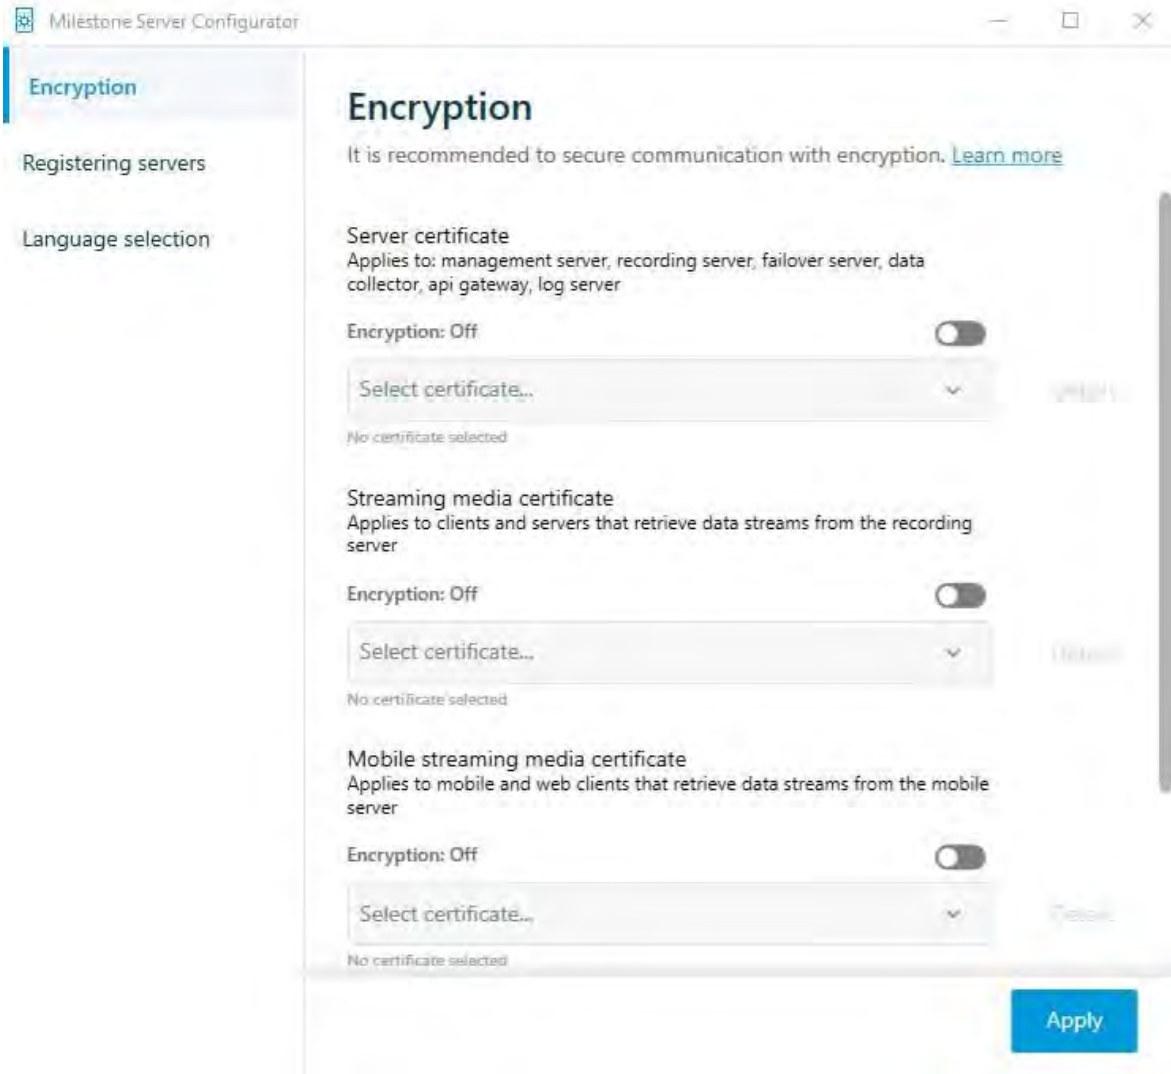 Milestone Server Configurator
Encryption
Registering servers
Language selection
Encryption
It is recommended to secure communication with encryption. Learn more
Server certificate
Applies to: management server, recording server, failover server, data
collector, api gateway, log server
Encryption: Off
Select certificate...
No certificate selected
Streaming media certificate
Applies to clients and servers that retrieve data streams from the recording
server
Encryption: Off
Select certificate...
No certificate selected
Mobile streaming media certificate
Applies to mobile and web clients that retrieve data streams from the mobile
server
Encryption: Off
Select certificate...
No certificate selected
Apply